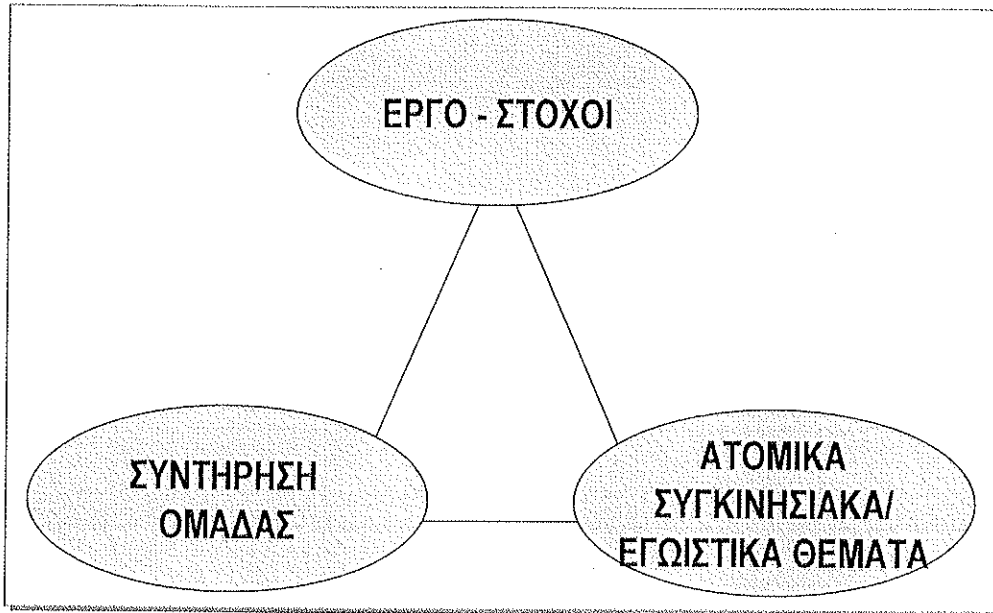 ΕΡΓΟ - ΣΤΟΧΟΙ
ΣΥΝΤΗΡΗΣΗ
ΟΜΑΔΑΣ
ΑΤΟΜΙΚΑ
ΣΥΓΚΙΝΗΣΙΑΚΑ/
ΕΓΩΙΣΤΙΚΑ ΘΕΜΑΤΑ